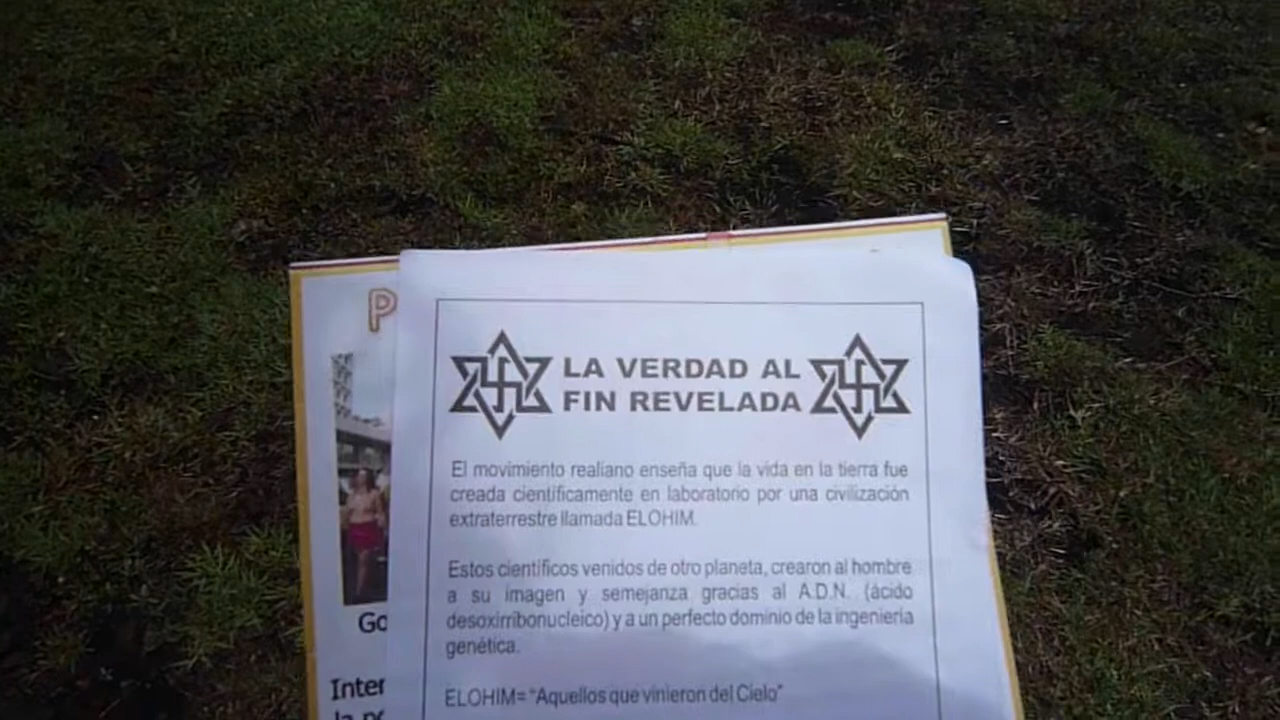 LA VERDAD AL
FIN REVELADA
El movimiento realiano enseña que la vida en la tierra fue
creada científicamente en laboratorio por una civilización
extraterrestre llamada ELOHIM.
Estos científicos venidos de otro planeta, crearon al hombre
a su imagen y semejanza gracias al A.D.N. (ácido
desoxirribonucleico) y a un perfecto dominio de la ingeniería
genética.
ELOHIM= "Aquellos que vinieron del Cielo"
P
Go
Inter